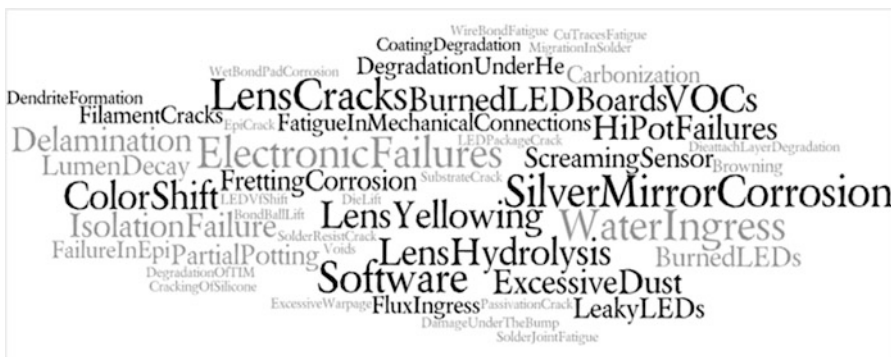 WireBondFatigue CuTracesFatigue
CoatingDegradation MigrationInSolder
WetBondPadCorrosion DegradationUnderHe Carbonization
DendriteFormation LensCracks BurnedLEDBoards VOCs
FilamentCracks EpiCrack FatigueInMechanicalConnections HiPotFailures
Delamination ElectronicFailures LEDPackageCrack DieattachLayerDegradation
LumenDecay ScreamingSensor Browning
ColorShift FrettingCorrosion SubstrateCrack SilverMirrorCorrosion
LEDVfShift DieLift
IsolationFailure BondBallLift LensYellowing WaterIngress
SolderResistCrack
FailureInEpi PartialPotting Voids LensHydrolysis BurnedLEDs
DegradationOfTIM Software ExcessiveDust
CrackingOfSilicone
ExcessiveWarpage FluxIngress PassivationCrack LeakyLEDs
DamageUnderTheBump
SolderJointFatigue